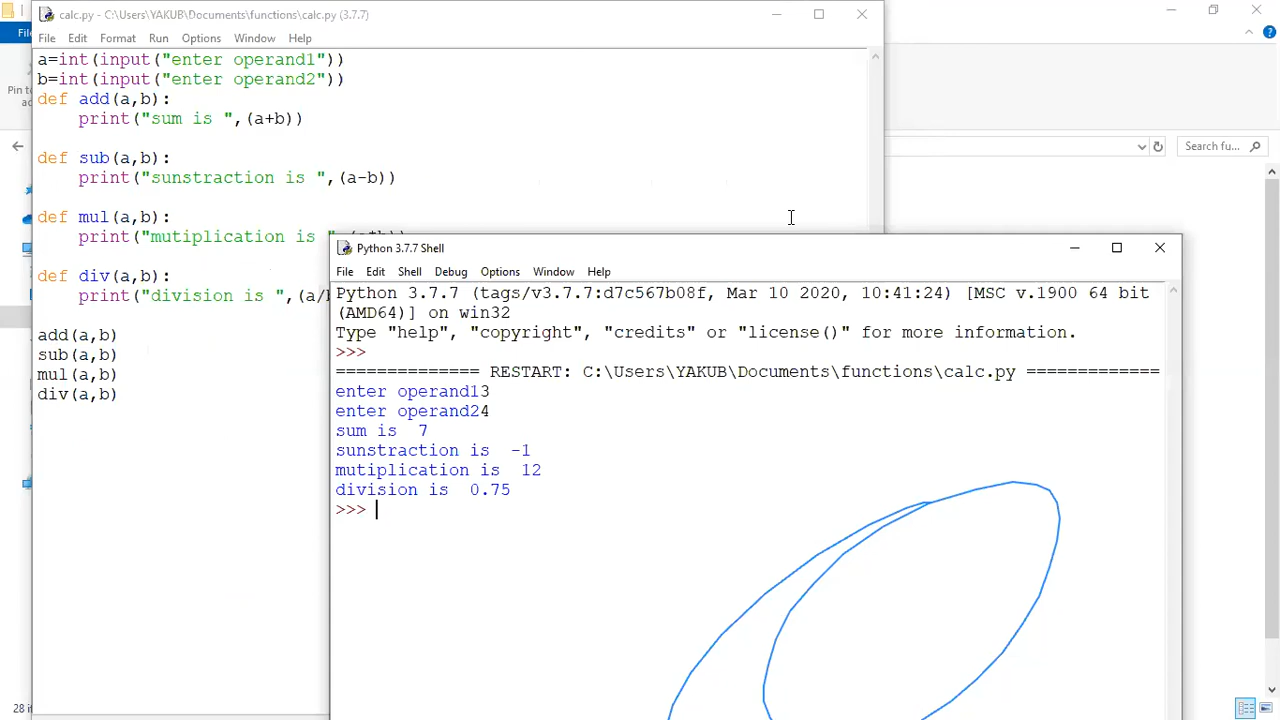 calc.py - C:\Users\YAKUB\Documents\functions\calc.py (3.7.7)
File Edit Format Run Options Window Help
a=int(input("enter operand1"))
b=int(input("enter operand2"))
def add(a,b):
    print("sum is ",(a+b))
def sub(a,b):
    print("sunstraction is ",(a-b))
def mul(a,b):
    print("mutiplication is "
def div(a,b):
    print("division is ",(a/b
add(a,b)
sub(a,b)
mul(a,b)
div(a,b)
Fil
Pin to
Search fu...
28 it
Python 3.7.7 Shell
File Edit Shell Debug Options Window Help
Python 3.7.7 (tags/v3.7.7:d7c567b08f, Mar 10 2020, 10:41:24) [MSC v.1900 64 bit
(AMD64)] on win32
Type "help", "copyright", "credits" or "license()" for more information.
>>>
============== RESTART: C:\Users\YAKUB\Documents\functions\calc.py =============
enter operand13
enter operand24
sum is  7
sunstraction is  -1
mutiplication is  12
division is  0.75
>>>